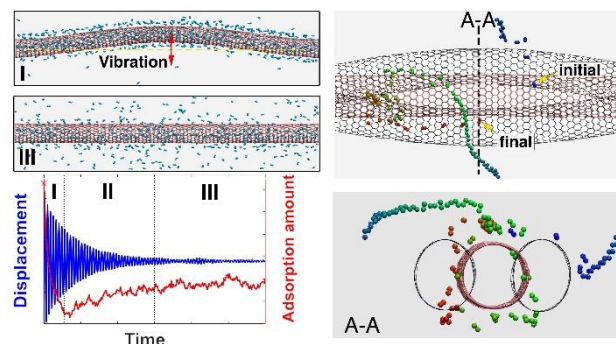 Vibration
I
III
I
II
III
Displacement
Adsorption amount
Time
A-A
initial
final
A-A